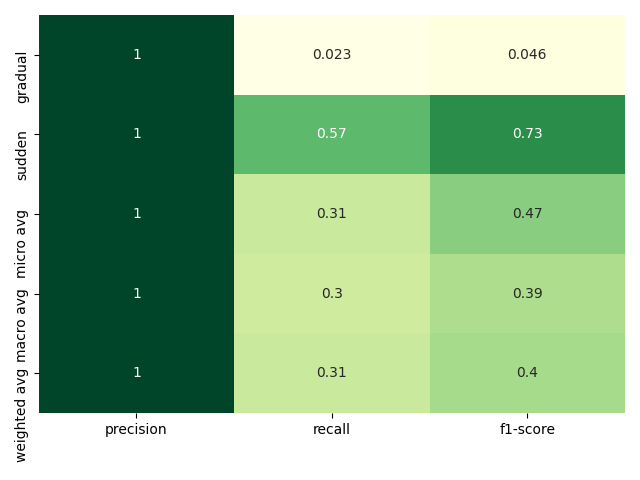 gradual 1 0.023 0.046
sudden 1 0.57 0.73
micro avg 1 0.31 0.47
macro avg 1 0.3 0.39
weighted avg 1 0.31 0.4
precision recall f1-score